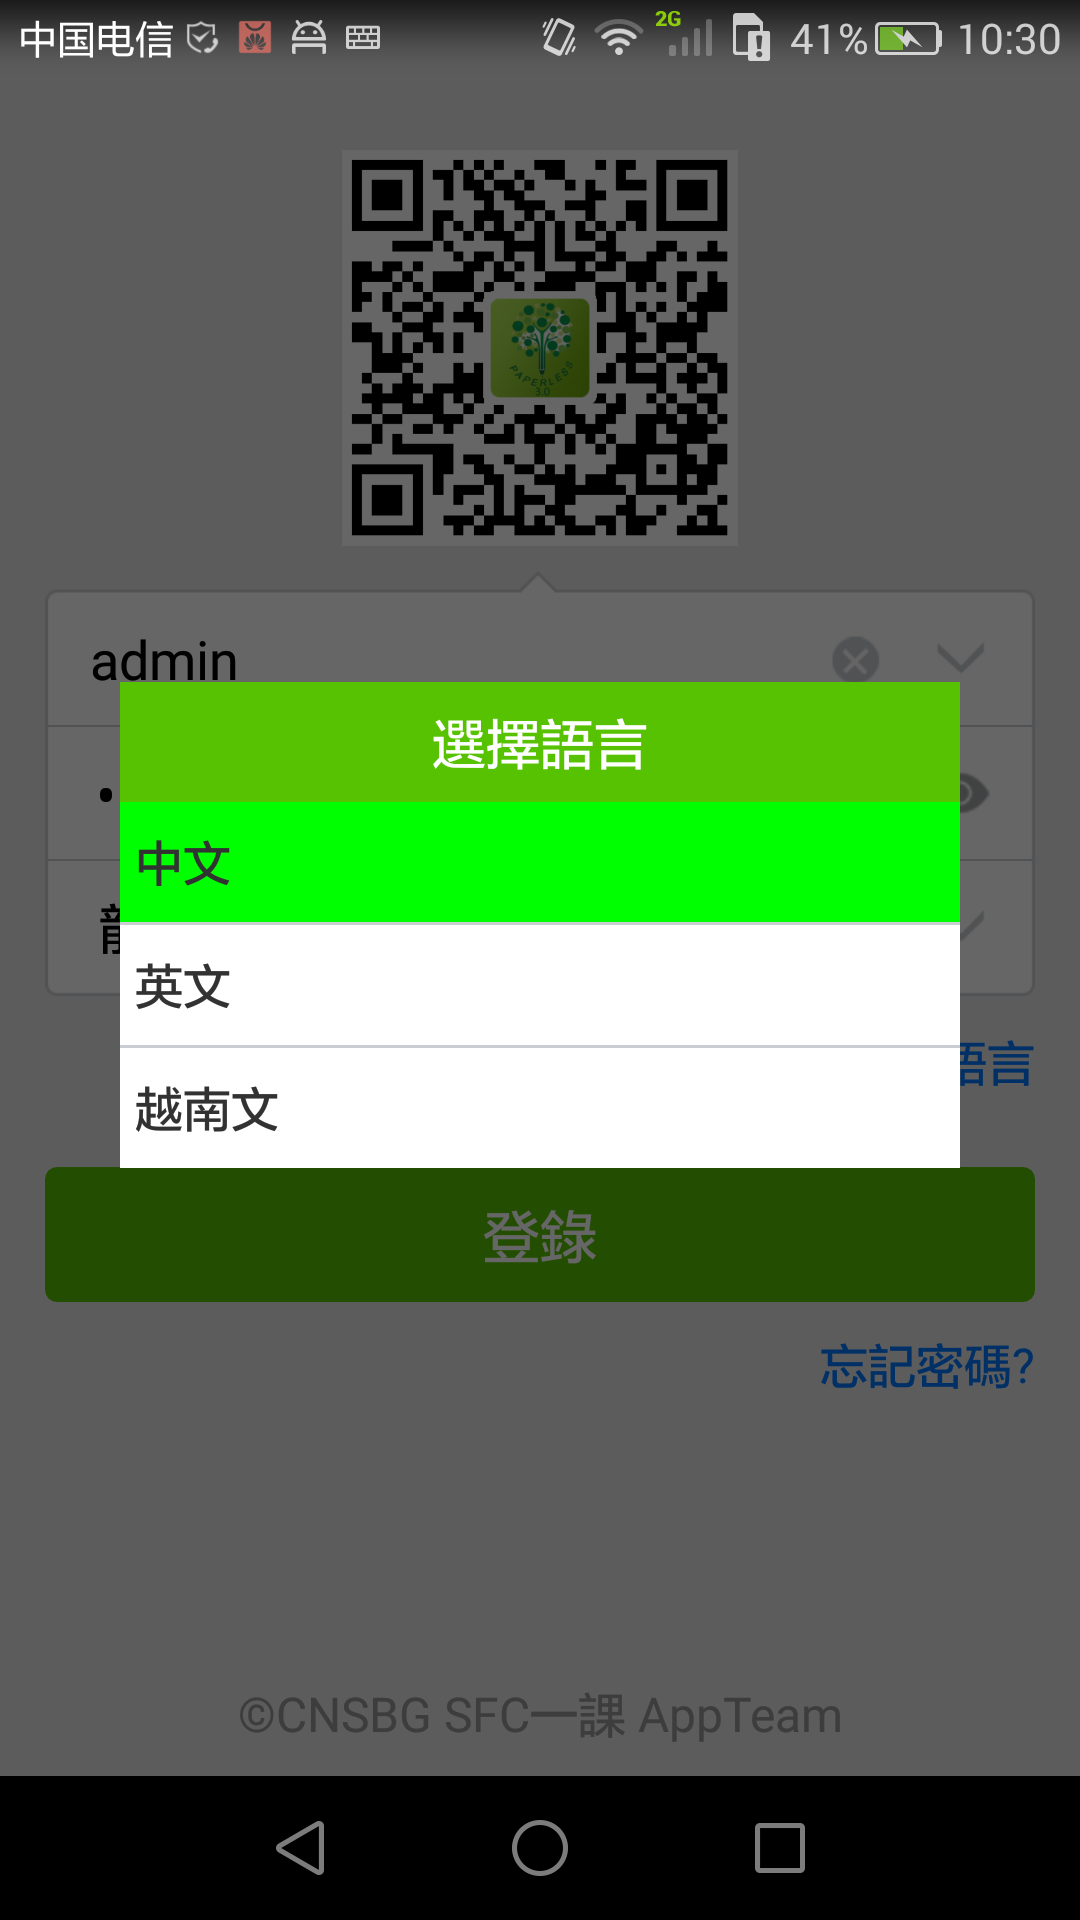 中国电信 2G 41% 10:30
PAPERLESS
3.0
admin
選擇語言
•
中文
英文
語言
越南文
登錄
忘記密碼?
©CNSBG SFC一課 AppTeam